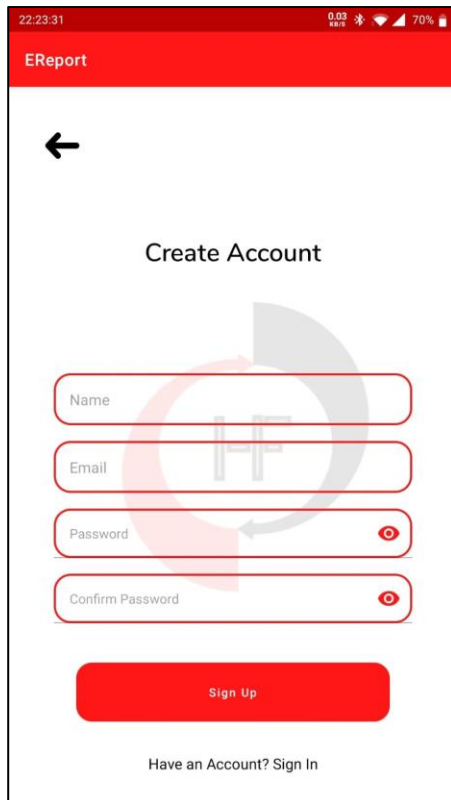 22:23:31 0.03 KB/S 70%
EReport
Create Account
HF
Name
Email
Password
Confirm Password
Sign Up
Have an Account? Sign In